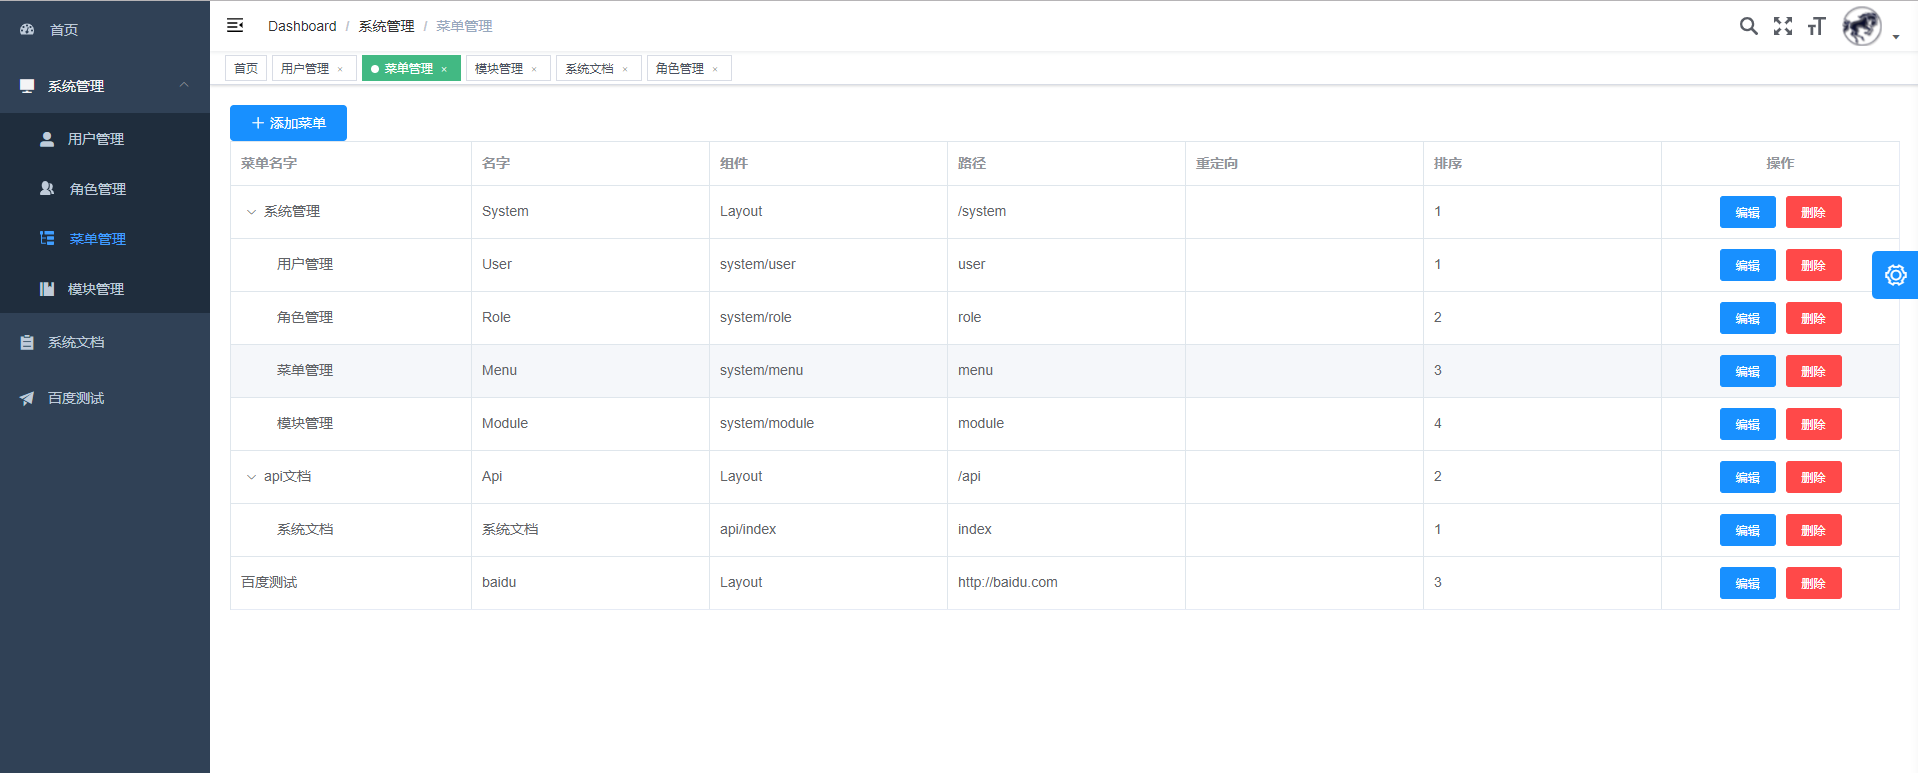 首页
系统管理
用户管理
角色管理
菜单管理
模块管理
系统文档
百度测试
Dashboard / 系统管理 / 菜单管理
首页 用户管理 × 菜单管理 × 模块管理 × 系统文档 × 角色管理 ×
+ 添加菜单
菜单名字 名字 组件 路径 重定向 排序 操作
系统管理 System Layout /system 1 编辑 删除
用户管理 User system/user user 1 编辑 删除
角色管理 Role system/role role 2 编辑 删除
菜单管理 Menu system/menu menu 3 编辑 删除
模块管理 Module system/module module 4 编辑 删除
api文档 Api Layout /api 2 编辑 删除
系统文档 系统文档 api/index index 1 编辑 删除
百度测试 baidu Layout http://baidu.com 3 编辑 删除